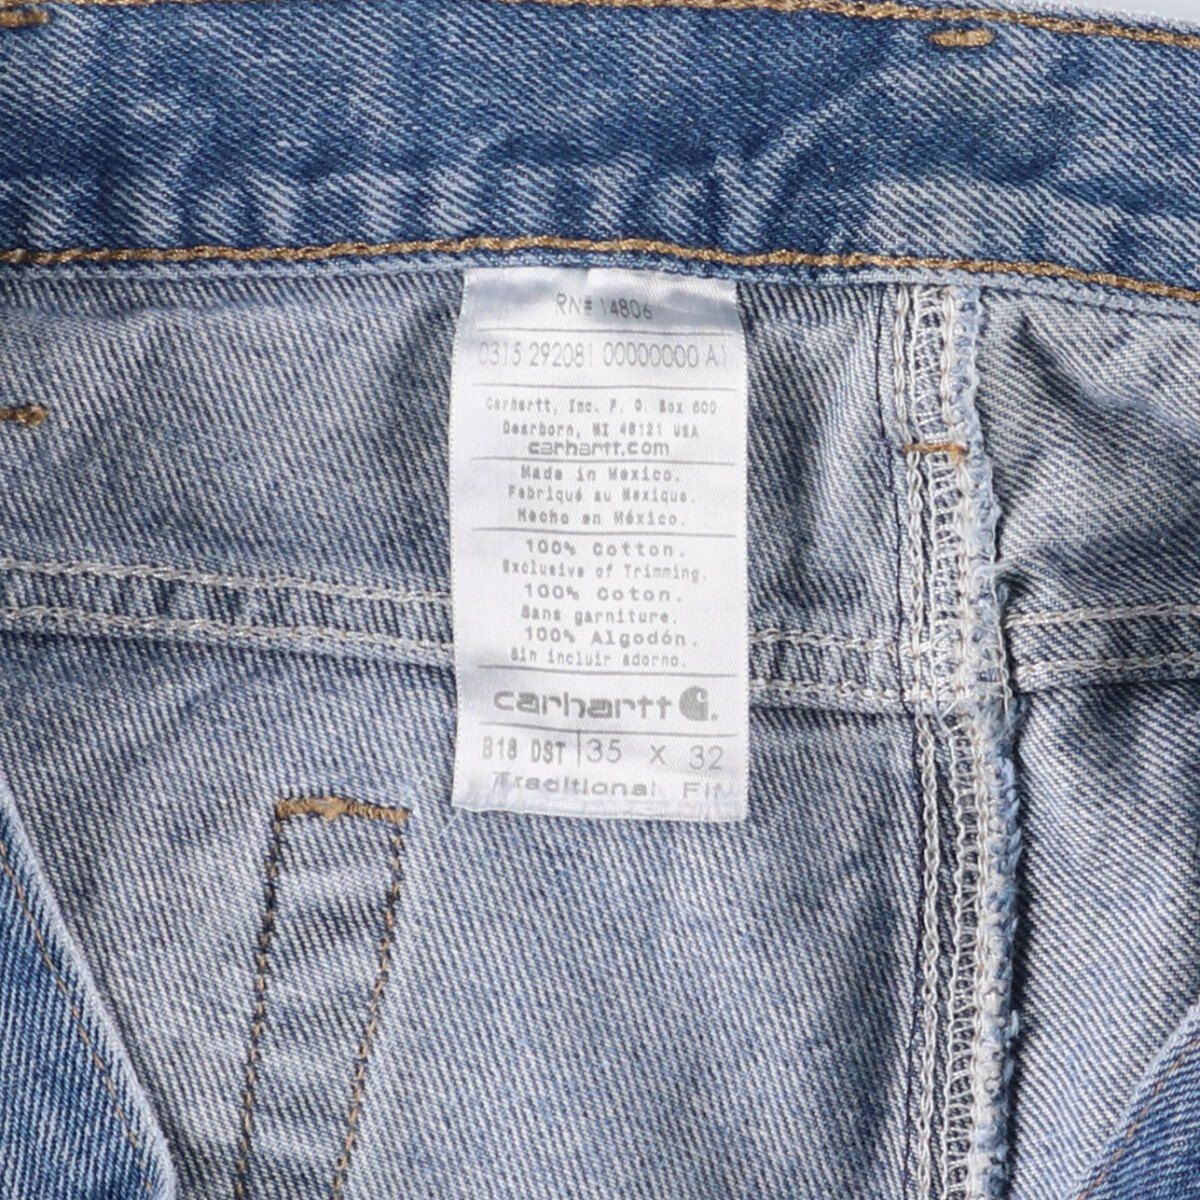 RN# 14806
0315 292081 00000000 A1
Carhartt, Inc. P. O. Box 600
Dearborn, MI 48121 USA
carhartt.com
Made in Mexico.
Fabriqué au Mexique.
Hecho en México.
100% Cotton.
Exclusive of Trimming.
100% Coton.
Sans garniture.
100% Algodón.
Sin incluir adorno.
carhartt
B18 DST 35 x 32
Traditional Fit